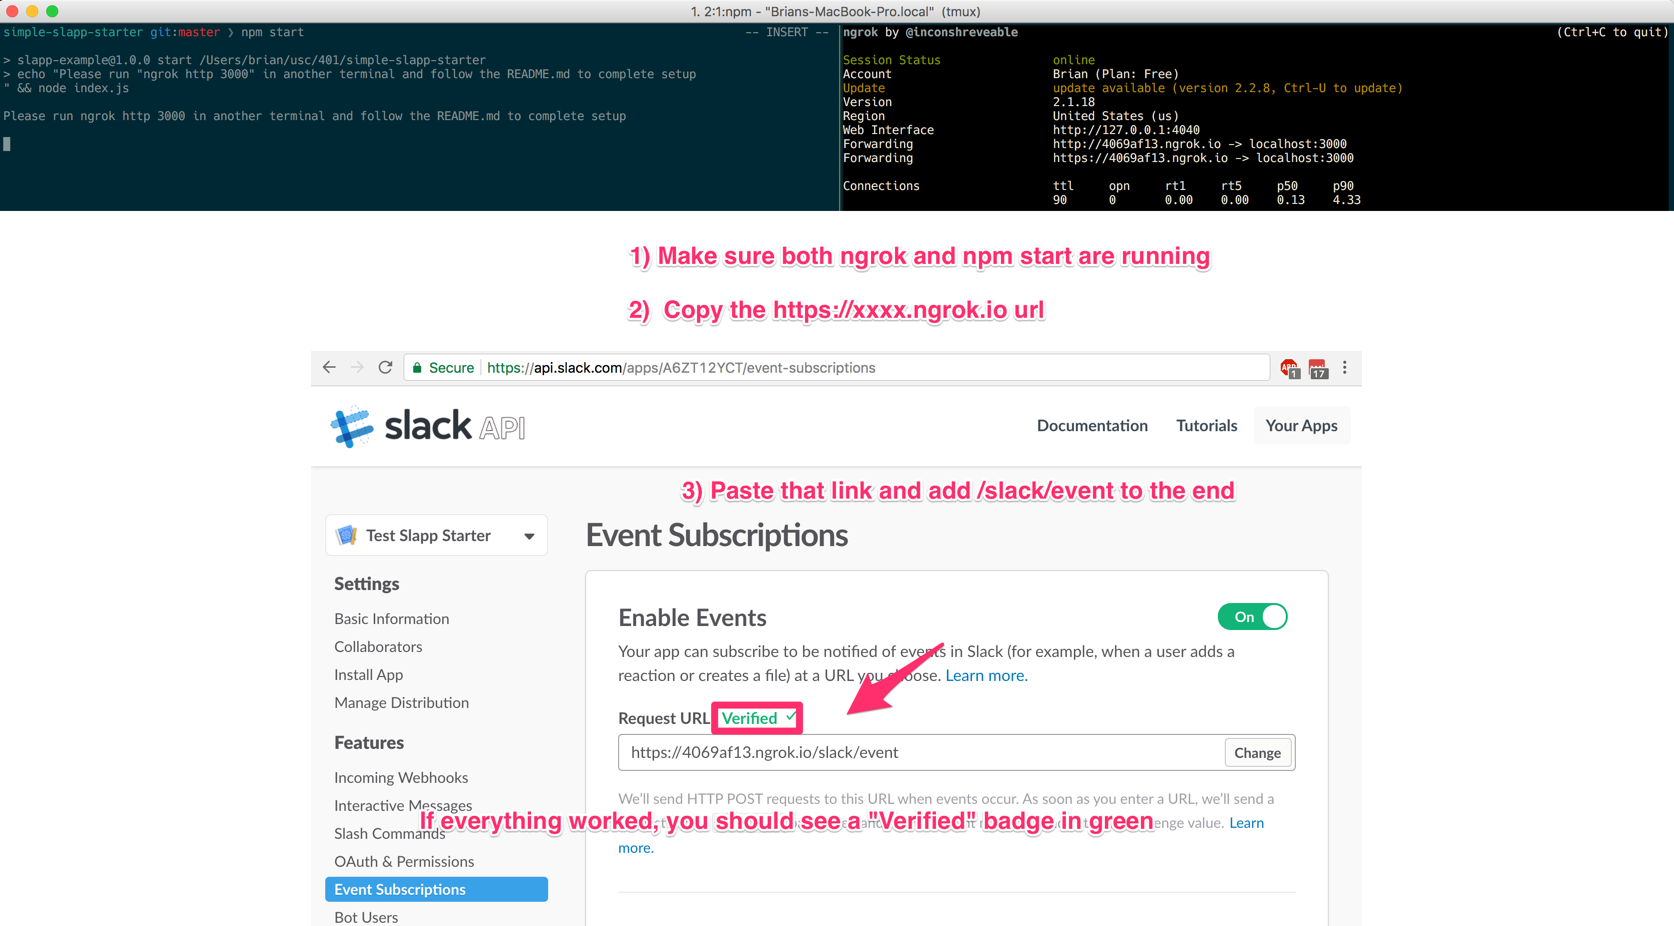 1. 2:1:npm - "Brians-MacBook-Pro.local" (tmux)
simple-slapp-starter git:master ❯ npm start -- INSERT --
> slapp-example@1.0.0 start /Users/brian/usc/401/simple-slapp-starter
> echo "Please run "ngrok http 3000" in another terminal and follow the README.md to complete setup
" && node index.js
Please run ngrok http 3000 in another terminal and follow the README.md to complete setup
ngrok by @inconshreveable (Ctrl+C to quit)
Session Status online
Account Brian (Plan: Free)
Update update available (version 2.2.8, Ctrl-U to update)
Version 2.1.18
Region United States (us)
Web Interface http://127.0.0.1:4040
Forwarding http://4069af13.ngrok.io -> localhost:3000
Forwarding https://4069af13.ngrok.io -> localhost:3000
Connections ttl opn rt1 rt5 p50 p90
90 0 0.00 0.00 0.13 4.33
1) Make sure both ngrok and npm start are running
2) Copy the https://xxxx.ngrok.io url
Secure https://api.slack.com/apps/A6ZT12YCT/event-subscriptions
1 17
slack API
Documentation Tutorials Your Apps
3) Paste that link and add /slack/event to the end
Test Slapp Starter
Settings
Basic Information
Collaborators
Install App
Manage Distribution
Features
Incoming Webhooks
Interactive Messages
Slash Commands
OAuth & Permissions
Event Subscriptions
Bot Users
Event Subscriptions
Enable Events On
Your app can subscribe to be notified of events in Slack (for example, when a user adds a
reaction or creates a file) at a URL you choose. Learn more.
Request URL Verified ✓
https://4069af13.ngrok.io/slack/event Change
We'll send HTTP POST requests to this URL when events occur. As soon as you enter a URL, we'll send a
If everything worked, you should see a "Verified" badge in green
value. Learn
more.